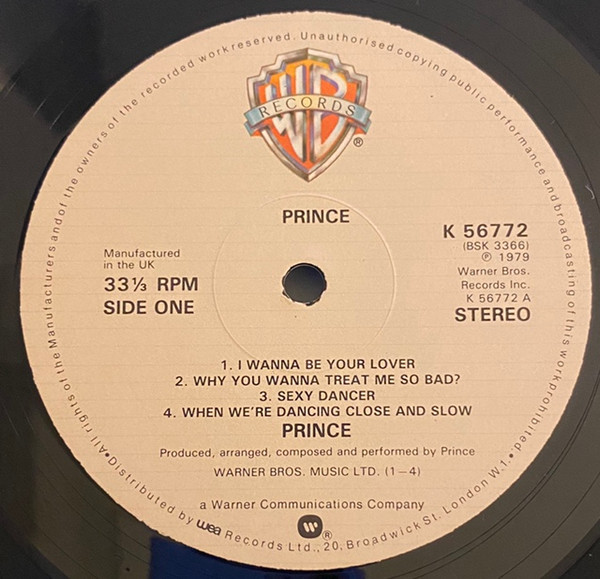 All rights of the Manufacturers and of the owners of the recorded work reserved. Unauthorised copying public performance and broadcasting of this work prohibited.
WB
RECORDS
®
PRINCE
Manufactured
in the UK
33⅓ RPM
SIDE ONE
K 56772
(BSK 3366)
℗ 1979
Warner Bros.
Records Inc.
K 56772 A
STEREO
1. I WANNA BE YOUR LOVER
2. WHY YOU WANNA TREAT ME SO BAD?
3. SEXY DANCER
4. WHEN WE'RE DANCING CLOSE AND SLOW
PRINCE
Produced, arranged, composed and performed by Prince
WARNER BROS. MUSIC LTD. (1–4)
a Warner Communications Company
®
Distributed by wea Records Ltd., 20, Broadwick St. London W.1.